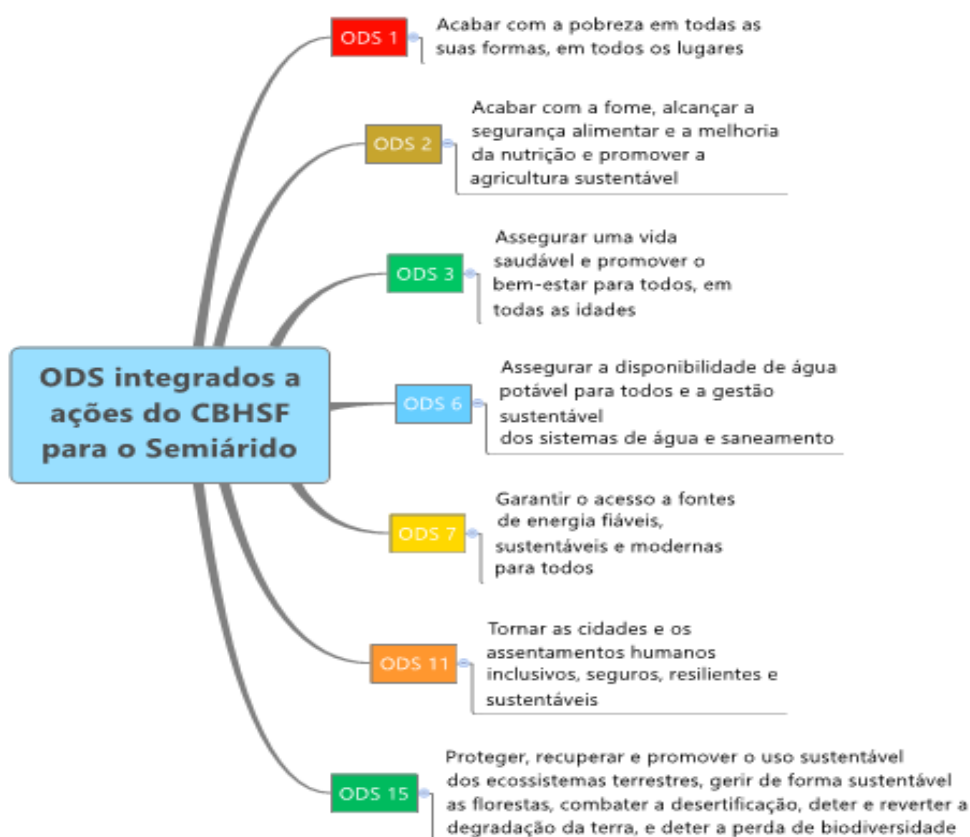 ODS integrados a
ações do CBHSF
para o Semiárido
ODS 1
Acabar com a pobreza em todas as
suas formas, em todos os lugares
ODS 2
Acabar com a fome, alcançar a
segurança alimentar e a melhoria
da nutrição e promover a
agricultura sustentável
ODS 3
Assegurar uma vida
saudável e promover o
bem-estar para todos, em
todas as idades
ODS 6
Assegurar a disponibilidade de água
potável para todos e a gestão
sustentável
dos sistemas de água e saneamento
ODS 7
Garantir o acesso a fontes
de energia fiáveis,
sustentáveis e modernas
para todos
ODS 11
Tornar as cidades e os
assentamentos humanos
inclusivos, seguros, resilientes e
sustentáveis
ODS 15
Proteger, recuperar e promover o uso sustentável
dos ecossistemas terrestres, gerir de forma sustentável
as florestas, combater a desertificação, deter e reverter a
degradação da terra, e deter a perda de biodiversidade